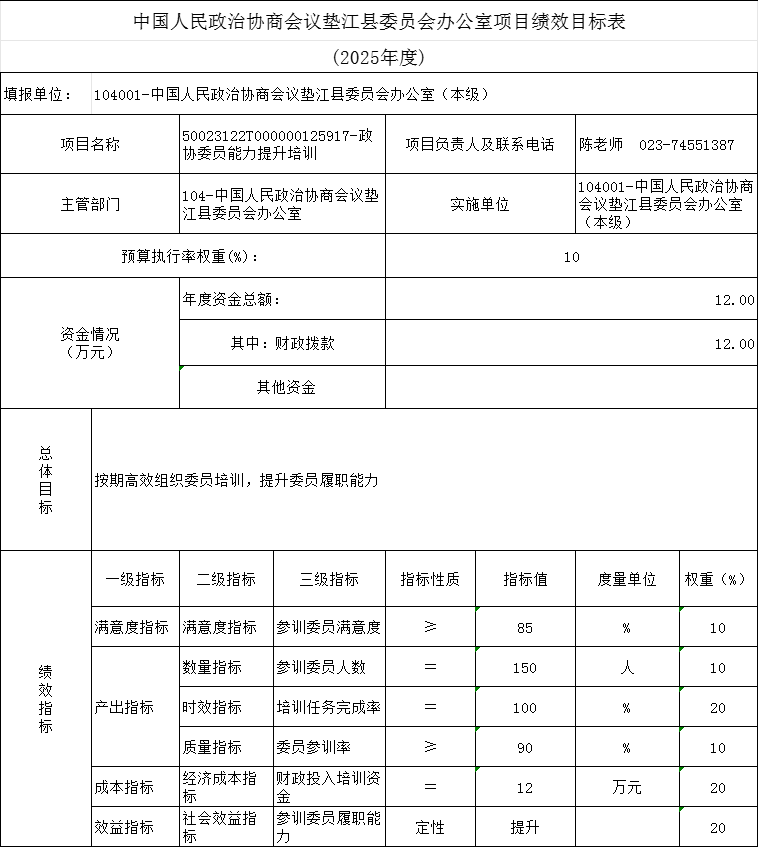 中国人民政治协商会议垫江县委员会办公室项目绩效目标表
(2025年度)
填报单位： 104001-中国人民政治协商会议垫江县委员会办公室（本级）
项目名称 50023122T000000125917-政协委员能力提升培训 项目负责人及联系电话 陈老师 023-74551387
主管部门 104-中国人民政治协商会议垫江县委员会办公室 实施单位 104001-中国人民政治协商会议垫江县委员会办公室（本级）
预算执行率权重(%)： 10
资金情况（万元） 年度资金总额： 12.00
其中：财政拨款 12.00
其他资金
总体目标 按期高效组织委员培训，提升委员履职能力
绩效指标 一级指标 二级指标 三级指标 指标性质 指标值 度量单位 权重（%）
满意度指标 满意度指标 参训委员满意度 ≥ 85 % 10
产出指标 数量指标 参训委员人数 ＝ 150 人 10
时效指标 培训任务完成率 ＝ 100 % 20
质量指标 委员参训率 ≥ 90 % 10
成本指标 经济成本指标 财政投入培训资金 ＝ 12 万元 20
效益指标 社会效益指标 参训委员履职能力 定性 提升 20